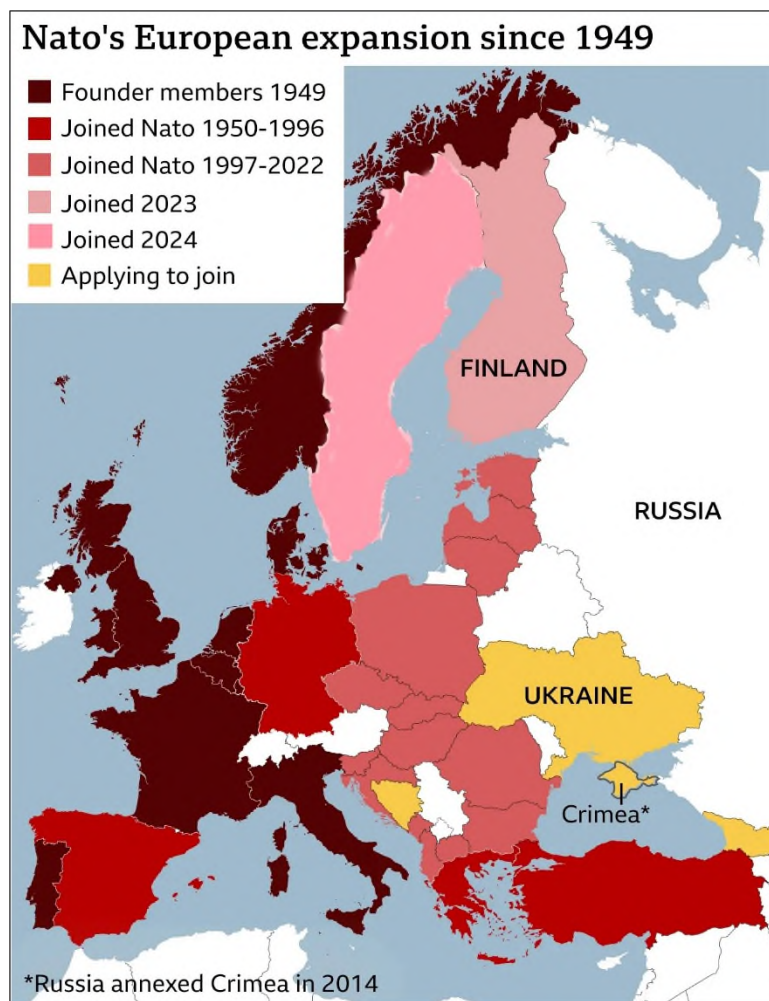 Nato's European expansion since 1949
Founder members 1949
Joined Nato 1950-1996
Joined Nato 1997-2022
Joined 2023
Joined 2024
Applying to join
FINLAND
RUSSIA
UKRAINE
Crimea*
*Russia annexed Crimea in 2014